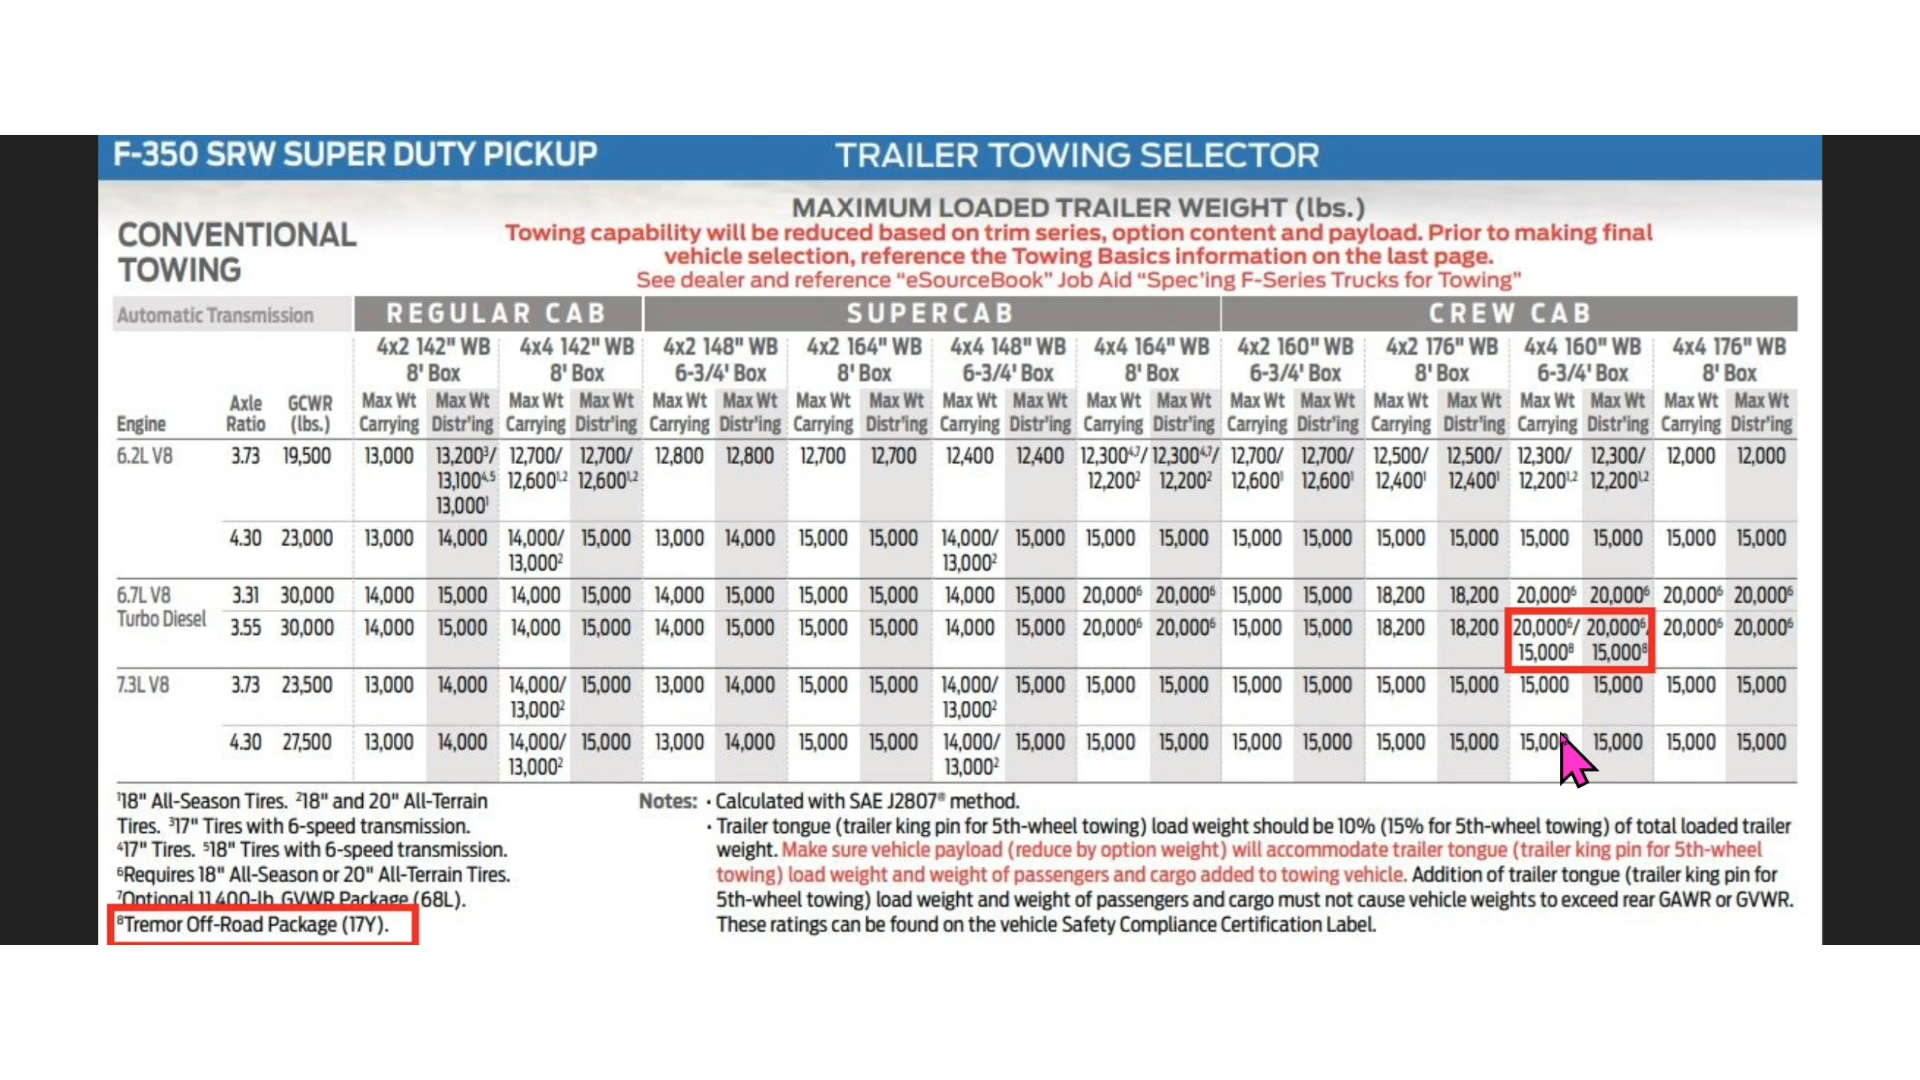 F-350 SRW SUPER DUTY PICKUP TRAILER TOWING SELECTOR
MAXIMUM LOADED TRAILER WEIGHT (lbs.)
CONVENTIONAL TOWING
Towing capability will be reduced based on trim series, option content and payload. Prior to making final
vehicle selection, reference the Towing Basics information on the last page.
See dealer and reference “eSourceBook” Job Aid “Spec’ing F-Series Trucks for Towing”
Automatic Transmission REGULAR CAB SUPERCAB CREW CAB
4x2 142" WB 4x4 142" WB 4x2 148" WB 4x2 164" WB 4x4 148" WB 4x4 164" WB 4x2 160" WB 4x2 176" WB 4x4 160" WB 4x4 176" WB
8' Box 8' Box 6-3/4' Box 8' Box 6-3/4' Box 8' Box 6-3/4' Box 8' Box 6-3/4' Box 8' Box
Axle GCWR Max Wt Max Wt Max Wt Max Wt Max Wt Max Wt Max Wt Max Wt Max Wt Max Wt Max Wt Max Wt Max Wt Max Wt Max Wt Max Wt Max Wt Max Wt Max Wt Max Wt
Engine Ratio (lbs.) Carrying Distr'ing Carrying Distr'ing Carrying Distr'ing Carrying Distr'ing Carrying Distr'ing Carrying Distr'ing Carrying Distr'ing Carrying Distr'ing Carrying Distr'ing Carrying Distr'ing
6.2L V8 3.73 19,500 13,000 13,200³/ 12,700/ 12,700/ 12,800 12,800 12,700 12,700 12,400 12,400 12,300⁴,⁷/ 12,300⁴,⁷/ 12,700/ 12,700/ 12,500/ 12,500/ 12,300/ 12,300/ 12,000 12,000
13,100⁴,⁵ 12,600¹,² 12,600¹,² 12,200² 12,200² 12,600¹ 12,600¹ 12,400¹ 12,400¹ 12,200¹,² 12,200¹,²
13,000¹
4.30 23,000 13,000 14,000 14,000/ 15,000 13,000 14,000 15,000 15,000 14,000/ 15,000 15,000 15,000 15,000 15,000 15,000 15,000 15,000 15,000 15,000 15,000
13,000² 13,000²
6.7L V8 3.31 30,000 14,000 15,000 14,000 15,000 14,000 15,000 15,000 15,000 14,000 15,000 20,000⁶ 20,000⁶ 15,000 15,000 18,200 18,200 20,000⁶ 20,000⁶ 20,000⁶ 20,000⁶
Turbo Diesel 3.55 30,000 14,000 15,000 14,000 15,000 14,000 15,000 15,000 15,000 14,000 15,000 20,000⁶ 20,000⁶ 15,000 15,000 18,200 18,200 20,000⁶/ 20,000⁶/ 20,000⁶ 20,000⁶
15,000⁸ 15,000⁸
7.3L V8 3.73 23,500 13,000 14,000 14,000/ 15,000 13,000 14,000 15,000 15,000 14,000/ 15,000 15,000 15,000 15,000 15,000 15,000 15,000 15,000 15,000 15,000 15,000
13,000² 13,000²
4.30 27,500 13,000 14,000 14,000/ 15,000 13,000 14,000 15,000 15,000 14,000/ 15,000 15,000 15,000 15,000 15,000 15,000 15,000 15,000 15,000 15,000 15,000
13,000² 13,000²
¹18" All-Season Tires. ²18" and 20" All-Terrain
Tires. ³17" Tires with 6-speed transmission.
⁴17" Tires. ⁵18" Tires with 6-speed transmission.
⁶Requires 18" All-Season or 20" All-Terrain Tires.
⁷Optional 11,400-lb. GVWR Package (68L).
⁸Tremor Off-Road Package (17Y).
Notes: · Calculated with SAE J2807® method.
· Trailer tongue (trailer king pin for 5th-wheel towing) load weight should be 10% (15% for 5th-wheel towing) of total loaded trailer
weight. Make sure vehicle payload (reduce by option weight) will accommodate trailer tongue (trailer king pin for 5th-wheel
towing) load weight and weight of passengers and cargo added to towing vehicle. Addition of trailer tongue (trailer king pin for
5th-wheel towing) load weight and weight of passengers and cargo must not cause vehicle weights to exceed rear GAWR or GVWR.
These ratings can be found on the vehicle Safety Compliance Certification Label.